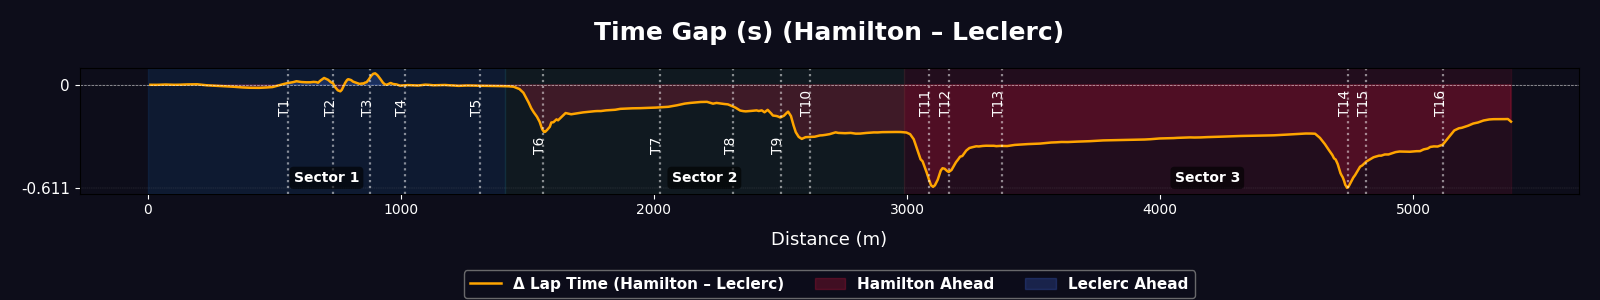 Time Gap (s) (Hamilton – Leclerc)
0
-0.611
T1
T2
T3
T4
T5
T6
T7
T8
T9
T10
T11
T12
T13
T14
T15
T16
Sector 1
Sector 2
Sector 3
0
1000
2000
3000
4000
5000
Distance (m)
Δ Lap Time (Hamilton – Leclerc)
Hamilton Ahead
Leclerc Ahead